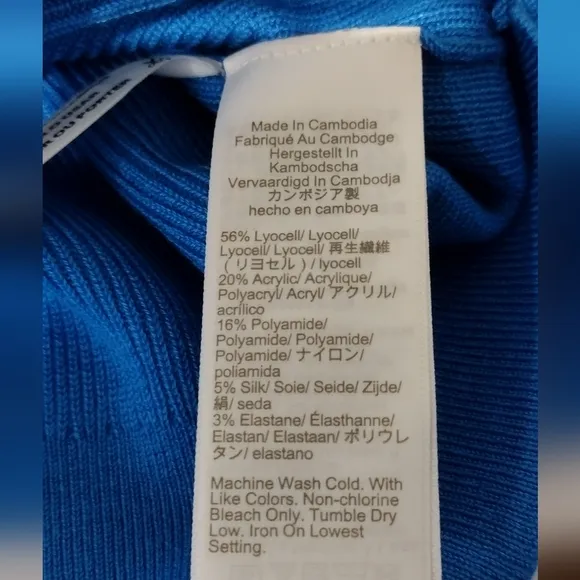 OU PORTER
Made In Cambodia
Fabriqué Au Cambodge
Hergestellt In
Kambodscha
Vervaardigd In Cambodja
カンボジア製
hecho en camboya
56% Lyocell/ Lyocell/
Lyocell/ Lyocell/ 再生繊維
(リヨセル)/ lyocell
20% Acrylic/ Acrylique/
Polyacryl/ Acryl/ アクリル/
acrílico
16% Polyamide/
Polyamide/ Polyamide/
Polyamide/ ナイロン/
poliamida
5% Silk/ Soie/ Seide/ Zijde/
絹/ seda
3% Elastane/ Élasthanne/
Elastan/ Elastaan/ ポリウレ
タン/ elastano
Machine Wash Cold. With
Like Colors. Non-chlorine
Bleach Only. Tumble Dry
Low. Iron On Lowest
Setting.